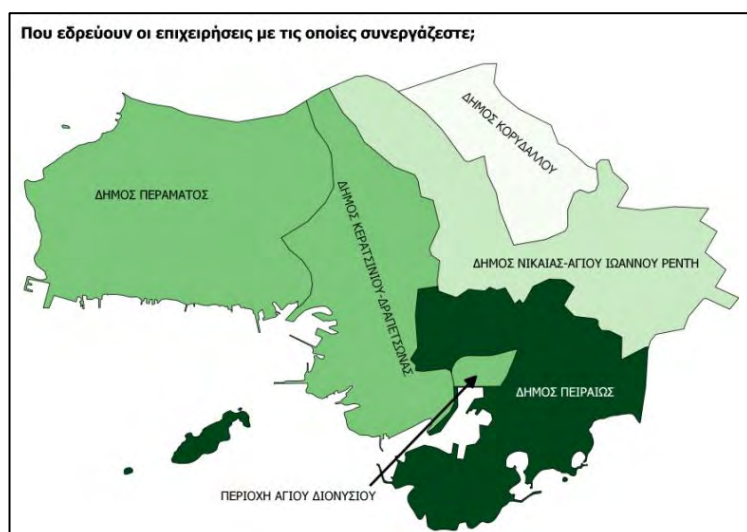 Που εδρεύουν οι επιχειρήσεις με τις οποίες συνεργάζεστε;
ΔΗΜΟΣ ΚΟΡΥΔΑΛΛΟΥ
ΔΗΜΟΣ ΠΕΡΑΜΑΤΟΣ
ΔΗΜΟΣ ΚΕΡΑΤΣΙΝΙΟΥ-ΔΡΑΠΕΤΣΩΝΑΣ
ΔΗΜΟΣ ΝΙΚΑΙΑΣ-ΑΓΙΟΥ ΙΩΑΝΝΟΥ ΡΕΝΤΗ
ΔΗΜΟΣ ΠΕΙΡΑΙΩΣ
ΠΕΡΙΟΧΗ ΑΓΙΟΥ ΔΙΟΝΥΣΙΟΥ